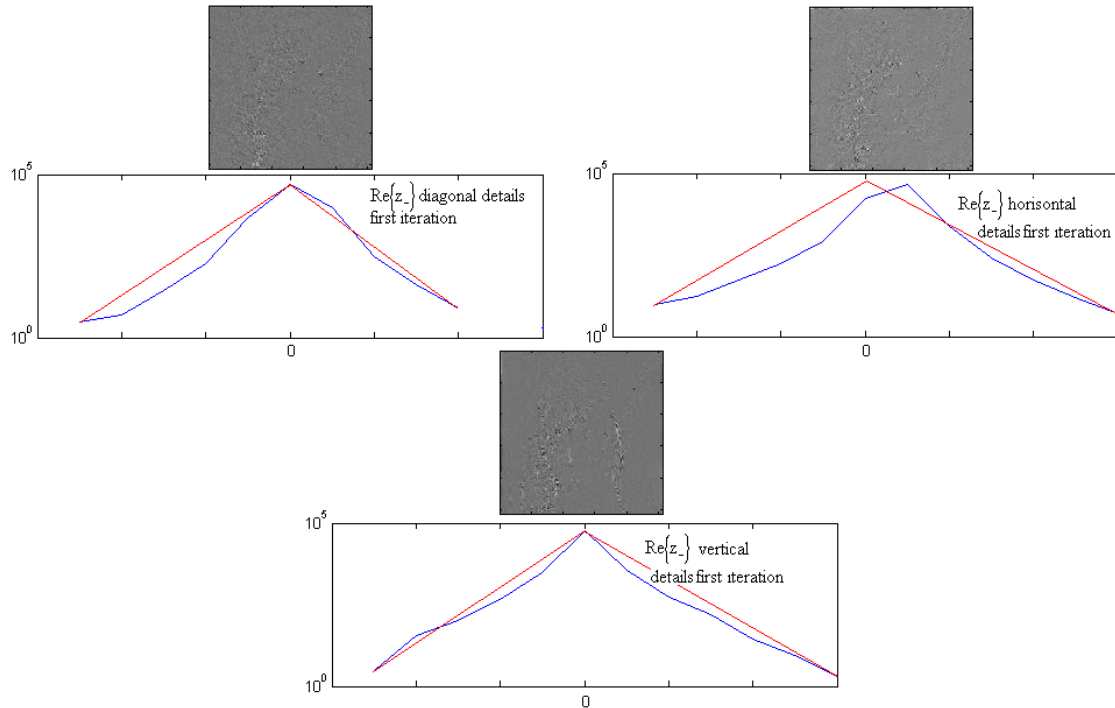 10^5
Re{z_-} diagonal details
first iteration
10^0
0
10^5
Re{z_-} horisontal
details first iteration
10^0
0
10^5
Re{z_-} vertical
details first iteration
10^0
0